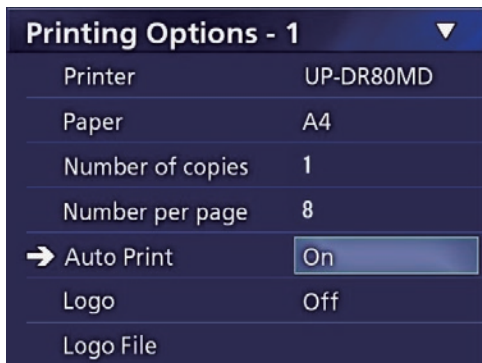 Printing Options - 1
Printer UP-DR80MD
Paper A4
Number of copies 1
Number per page 8
Auto Print On
Logo Off
Logo File